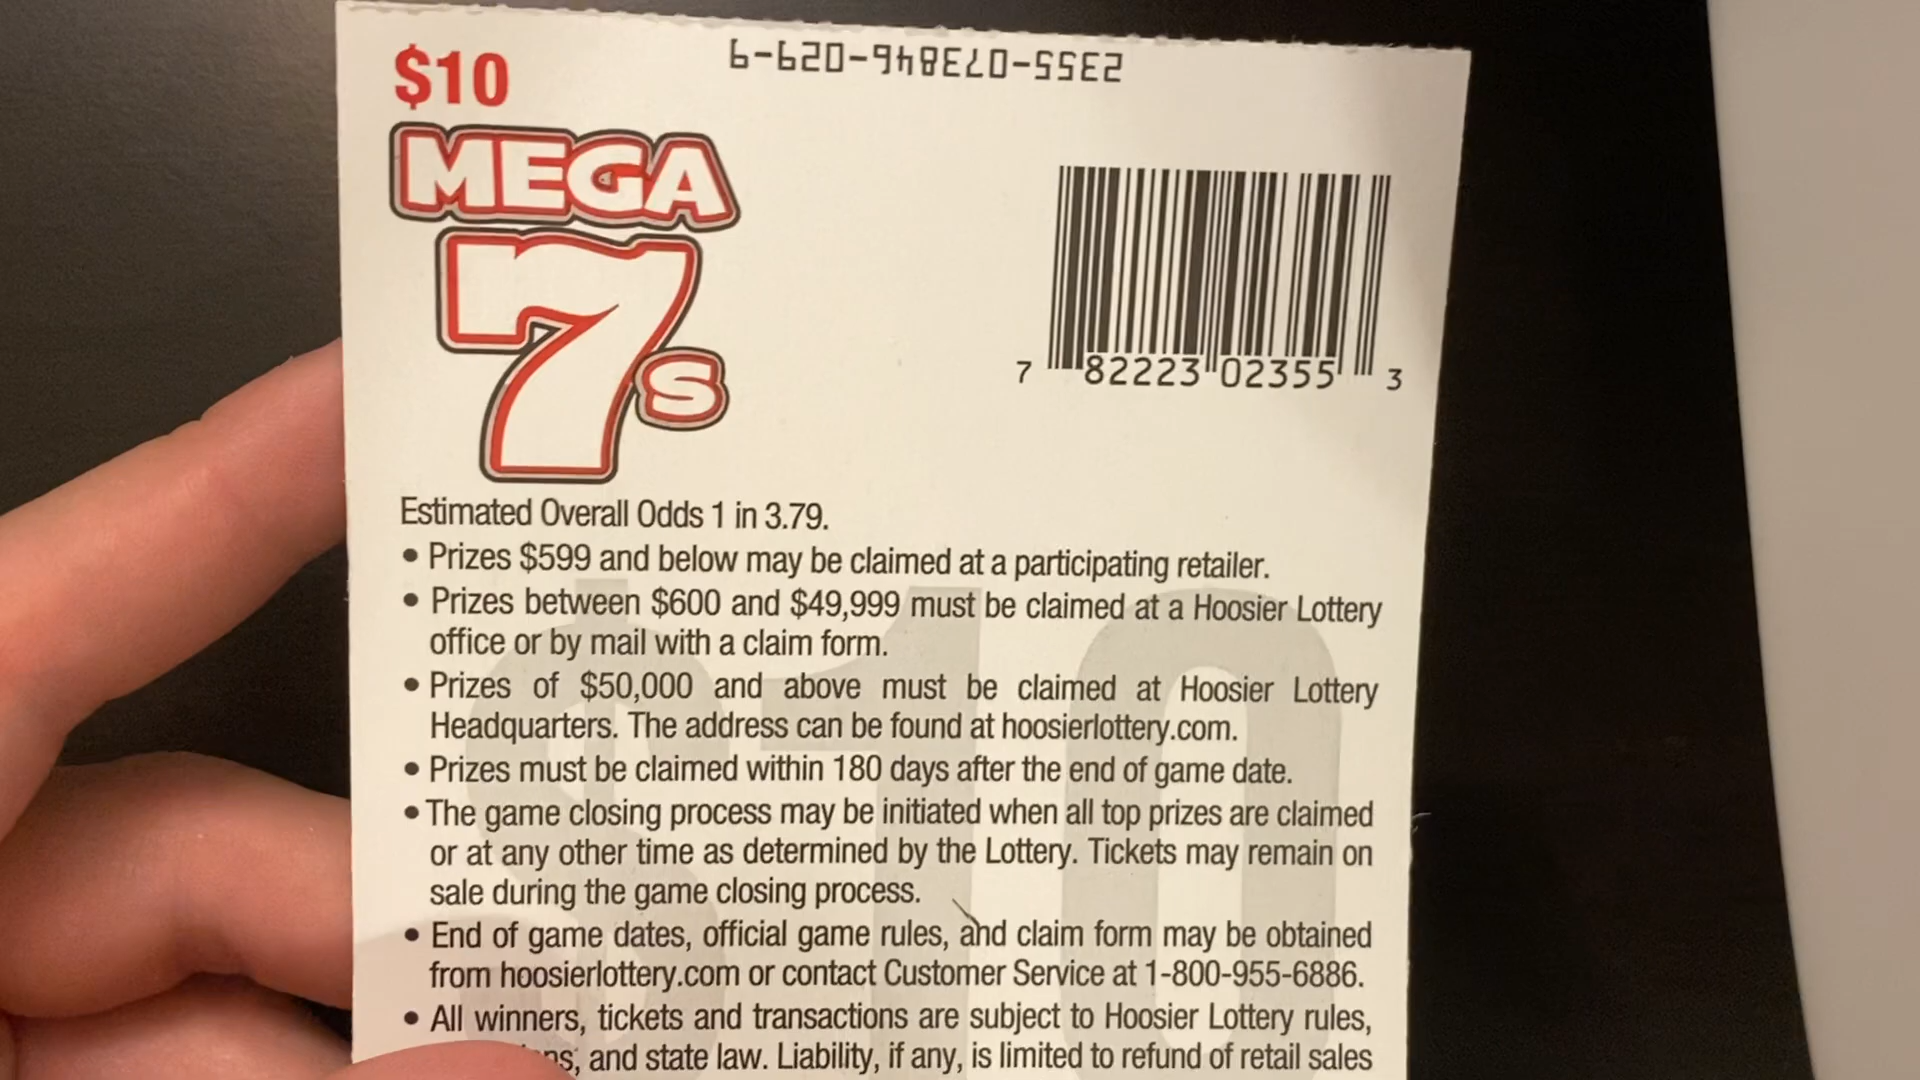 2355-073846-029-9
$10
MEGA
7s
7 82223 02355 3
Estimated Overall Odds 1 in 3.79.
• Prizes $599 and below may be claimed at a participating retailer.
• Prizes between $600 and $49,999 must be claimed at a Hoosier Lottery
office or by mail with a claim form.
• Prizes of $50,000 and above must be claimed at Hoosier Lottery
Headquarters. The address can be found at hoosierlottery.com.
• Prizes must be claimed within 180 days after the end of game date.
• The game closing process may be initiated when all top prizes are claimed
or at any other time as determined by the Lottery. Tickets may remain on
sale during the game closing process.
• End of game dates, official game rules, and claim form may be obtained
from hoosierlottery.com or contact Customer Service at 1-800-955-6886.
• All winners, tickets and transactions are subject to Hoosier Lottery rules,
and state law. Liability, if any, is limited to refund of retail sales
$10